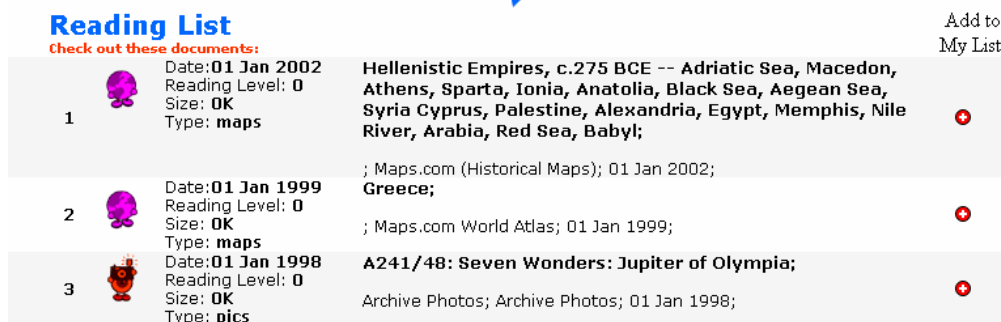 Reading List
Check out these documents:
Add to
My List
1
Date:01 Jan 2002
Reading Level: 0
Size: 0K
Type: maps
Hellenistic Empires, c.275 BCE -- Adriatic Sea, Macedon,
Athens, Sparta, Ionia, Anatolia, Black Sea, Aegean Sea,
Syria Cyprus, Palestine, Alexandria, Egypt, Memphis, Nile
River, Arabia, Red Sea, Babyl;
; Maps.com (Historical Maps); 01 Jan 2002;
2
Date:01 Jan 1999
Reading Level: 0
Size: 0K
Type: maps
Greece;
; Maps.com World Atlas; 01 Jan 1999;
3
Date:01 Jan 1998
Reading Level: 0
Size: 0K
Type: pics
A241/48: Seven Wonders: Jupiter of Olympia;
Archive Photos; Archive Photos; 01 Jan 1998;